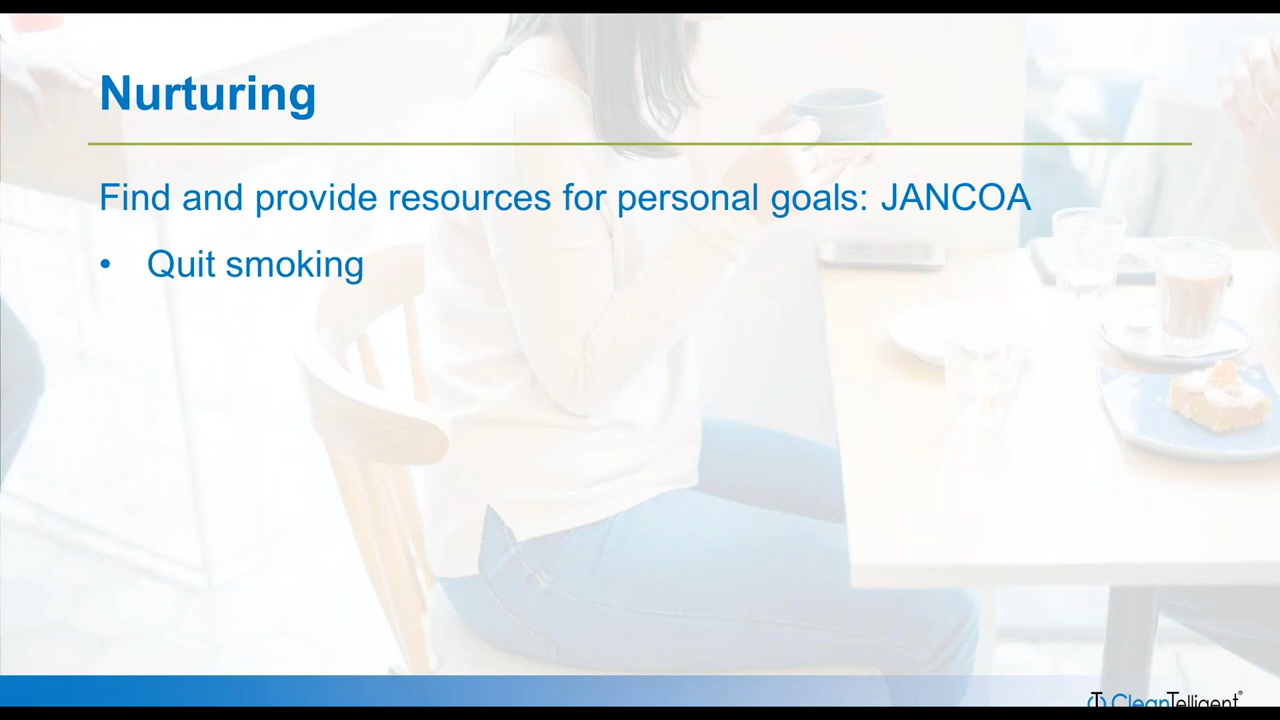 Nurturing
Find and provide resources for personal goals: JANCOA
• Quit smoking
CleanTelligent®